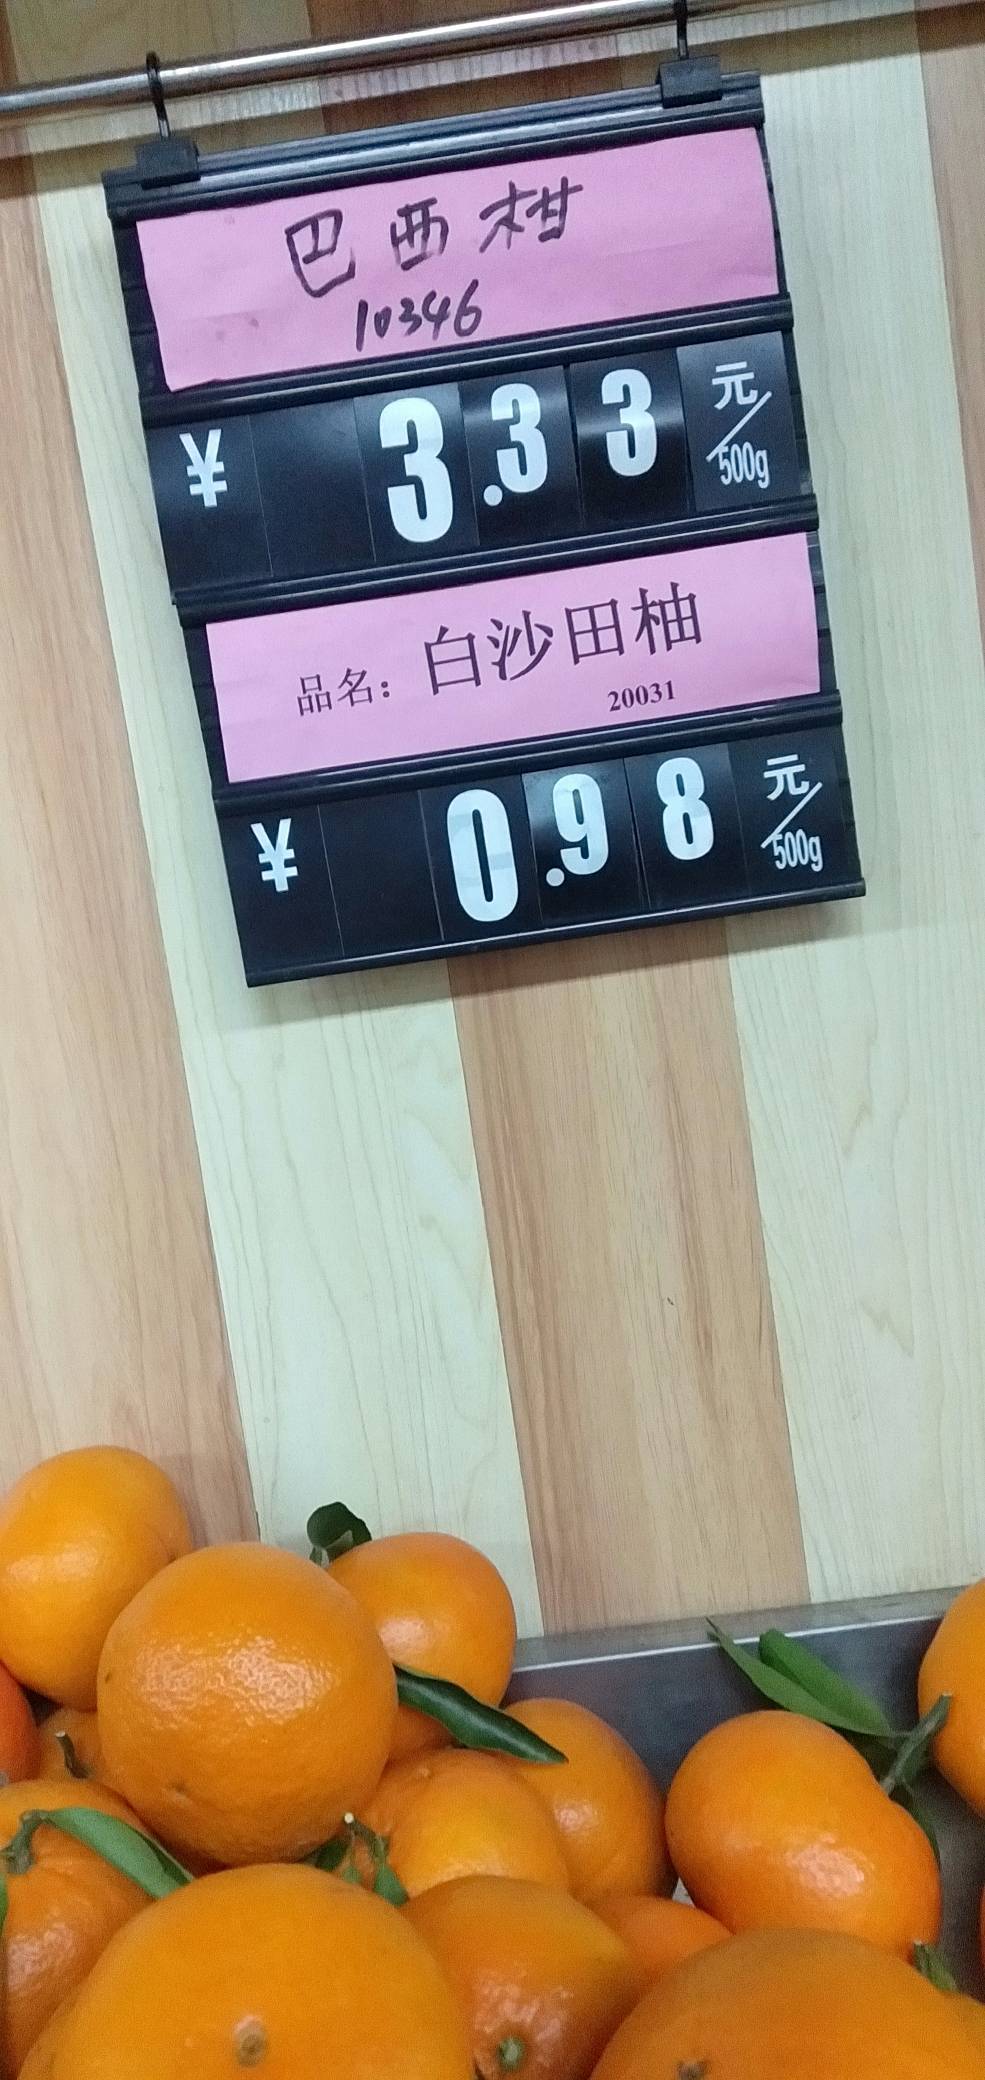 巴西柑
10346
¥ 3.33 元/500g
品名：白沙田柚
20031
¥ 0.98 元/500g